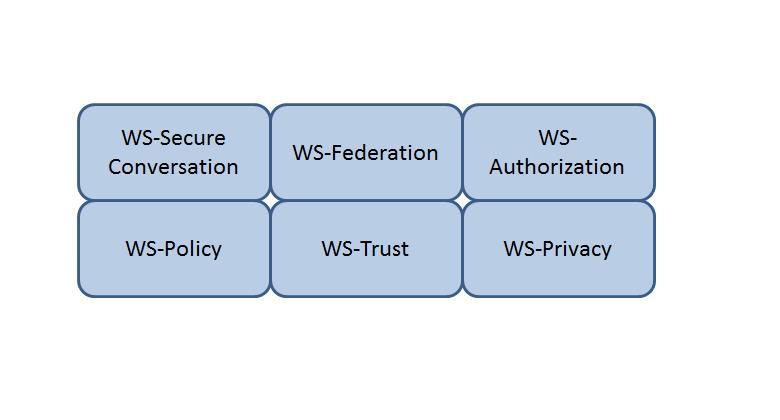 WS-Secure
Conversation
WS-Federation
WS-
Authorization
WS-Policy
WS-Trust
WS-Privacy